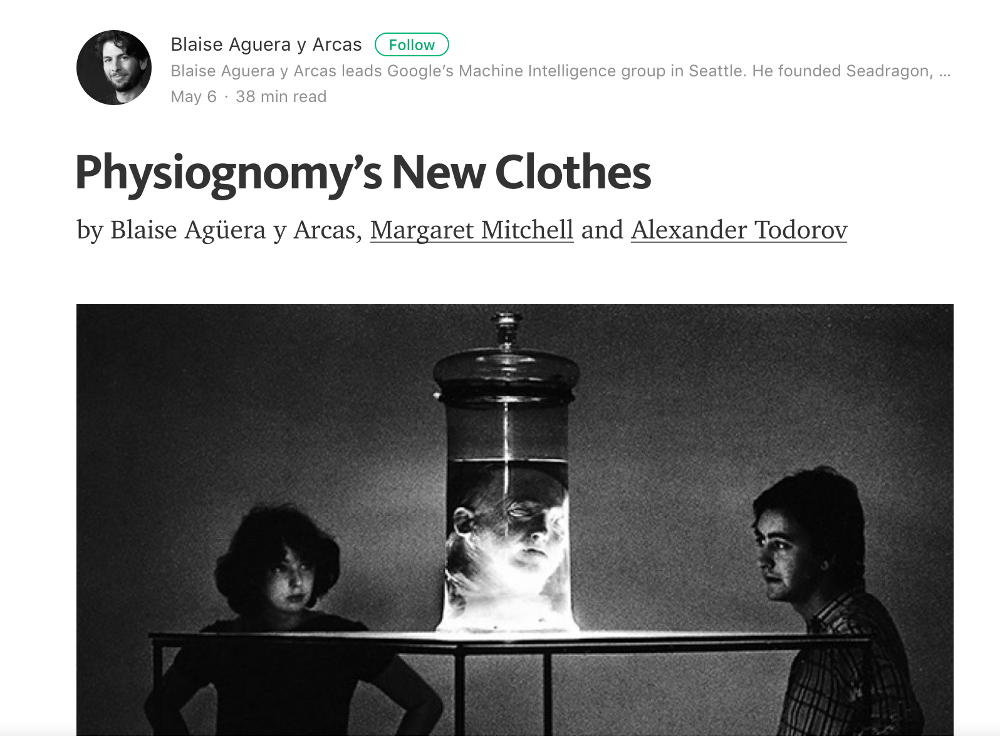 Blaise Aguera y Arcas Follow
Blaise Aguera y Arcas leads Google’s Machine Intelligence group in Seattle. He founded Seadragon, ...
May 6 · 38 min read
Physiognomy’s New Clothes
by Blaise Agüera y Arcas, Margaret Mitchell and Alexander Todorov